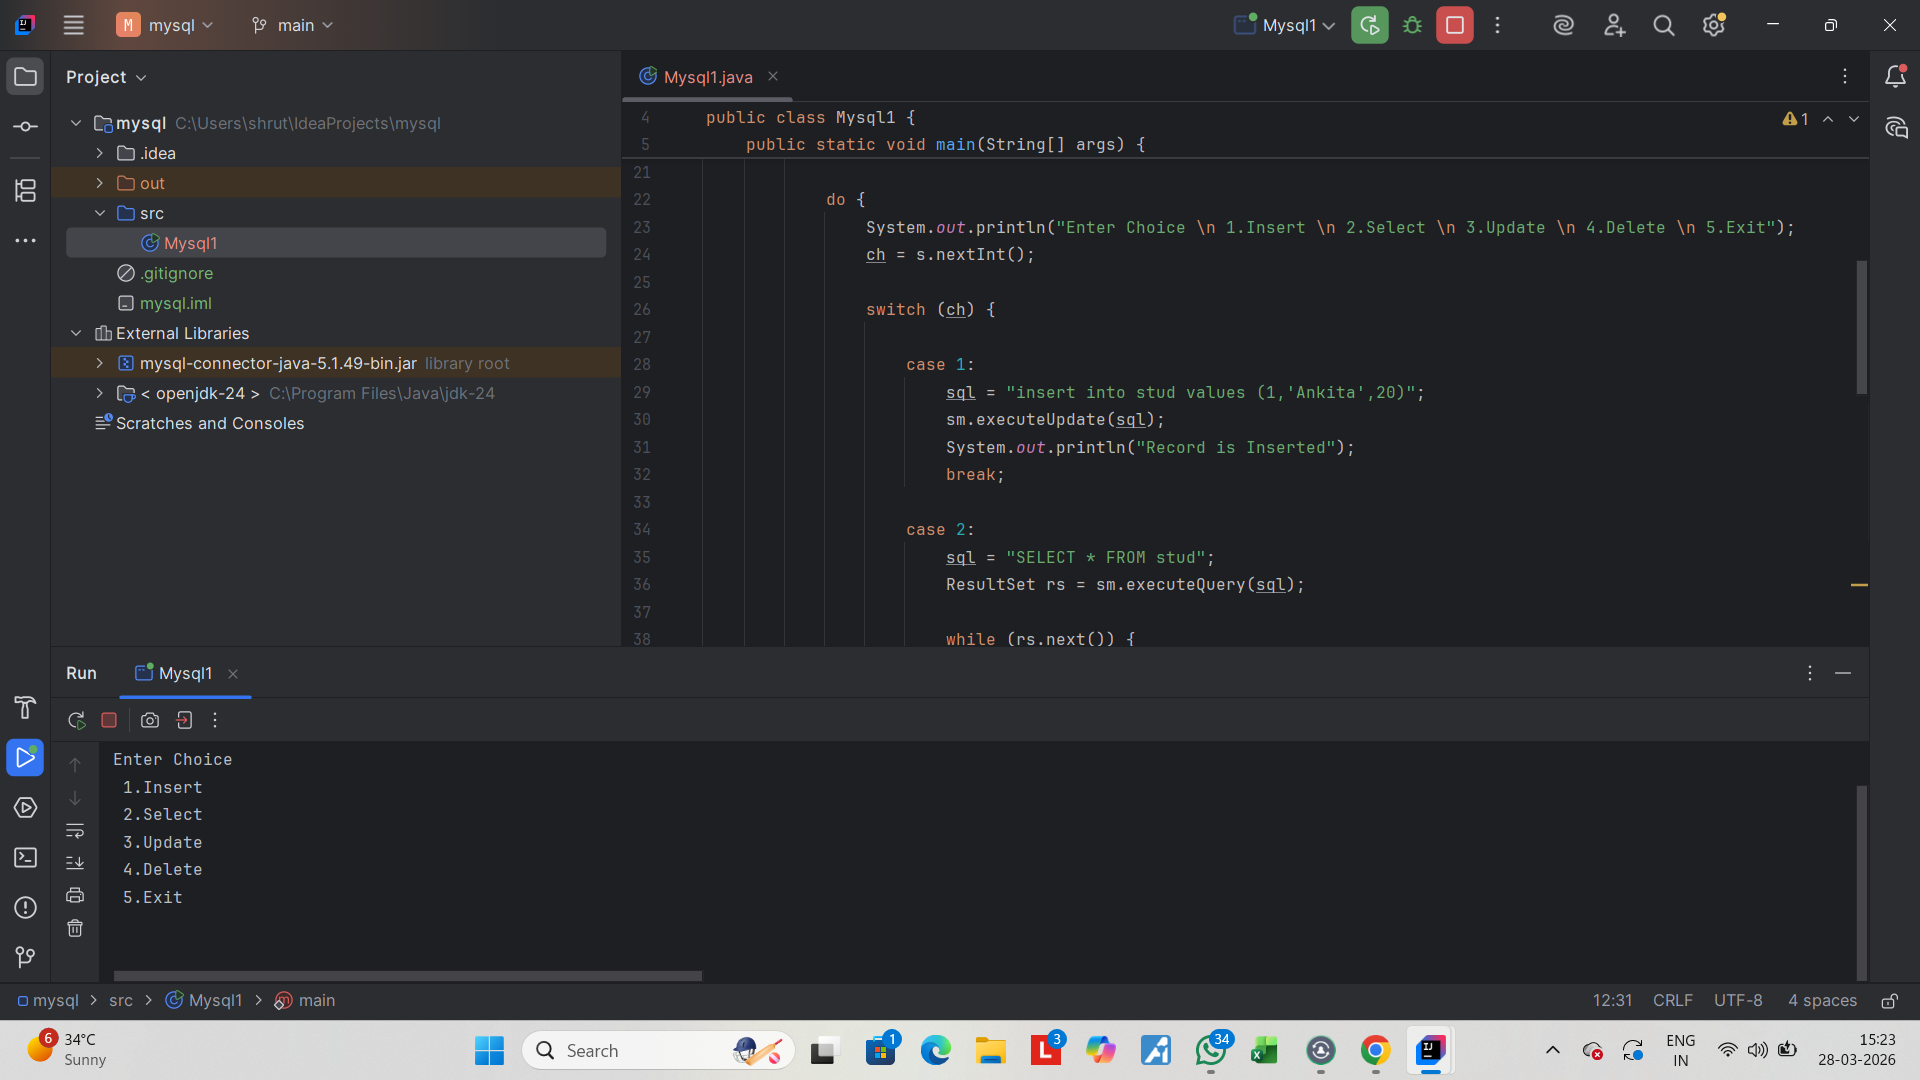 M mysql
main
Mysql1
Project
Mysql1.java
mysql C:\Users\shrut\IdeaProjects\mysql
.idea
out
src
Mysql1
.gitignore
mysql.iml
External Libraries
mysql-connector-java-5.1.49-bin.jar library root
< openjdk-24 > C:\Program Files\Java\jdk-24
Scratches and Consoles
1
4 public class Mysql1 {
5 public static void main(String[] args) {
21
22 do {
23 System.out.println("Enter Choice \n 1.Insert \n 2.Select \n 3.Update \n 4.Delete \n 5.Exit");
24 ch = s.nextInt();
25
26 switch (ch) {
27
28 case 1:
29 sql = "insert into stud values (1,'Ankita',20)";
30 sm.executeUpdate(sql);
31 System.out.println("Record is Inserted");
32 break;
33
34 case 2:
35 sql = "SELECT * FROM stud";
36 ResultSet rs = sm.executeQuery(sql);
37
38 while (rs.next()) {
Run Mysql1
Enter Choice
1.Insert
2.Select
3.Update
4.Delete
5.Exit
mysql > src > Mysql1 > main
12:31 CRLF UTF-8 4 spaces
6
34°C
Sunny
Search
1
L 3
34
IJ
ENG
IN
15:23
28-03-2026